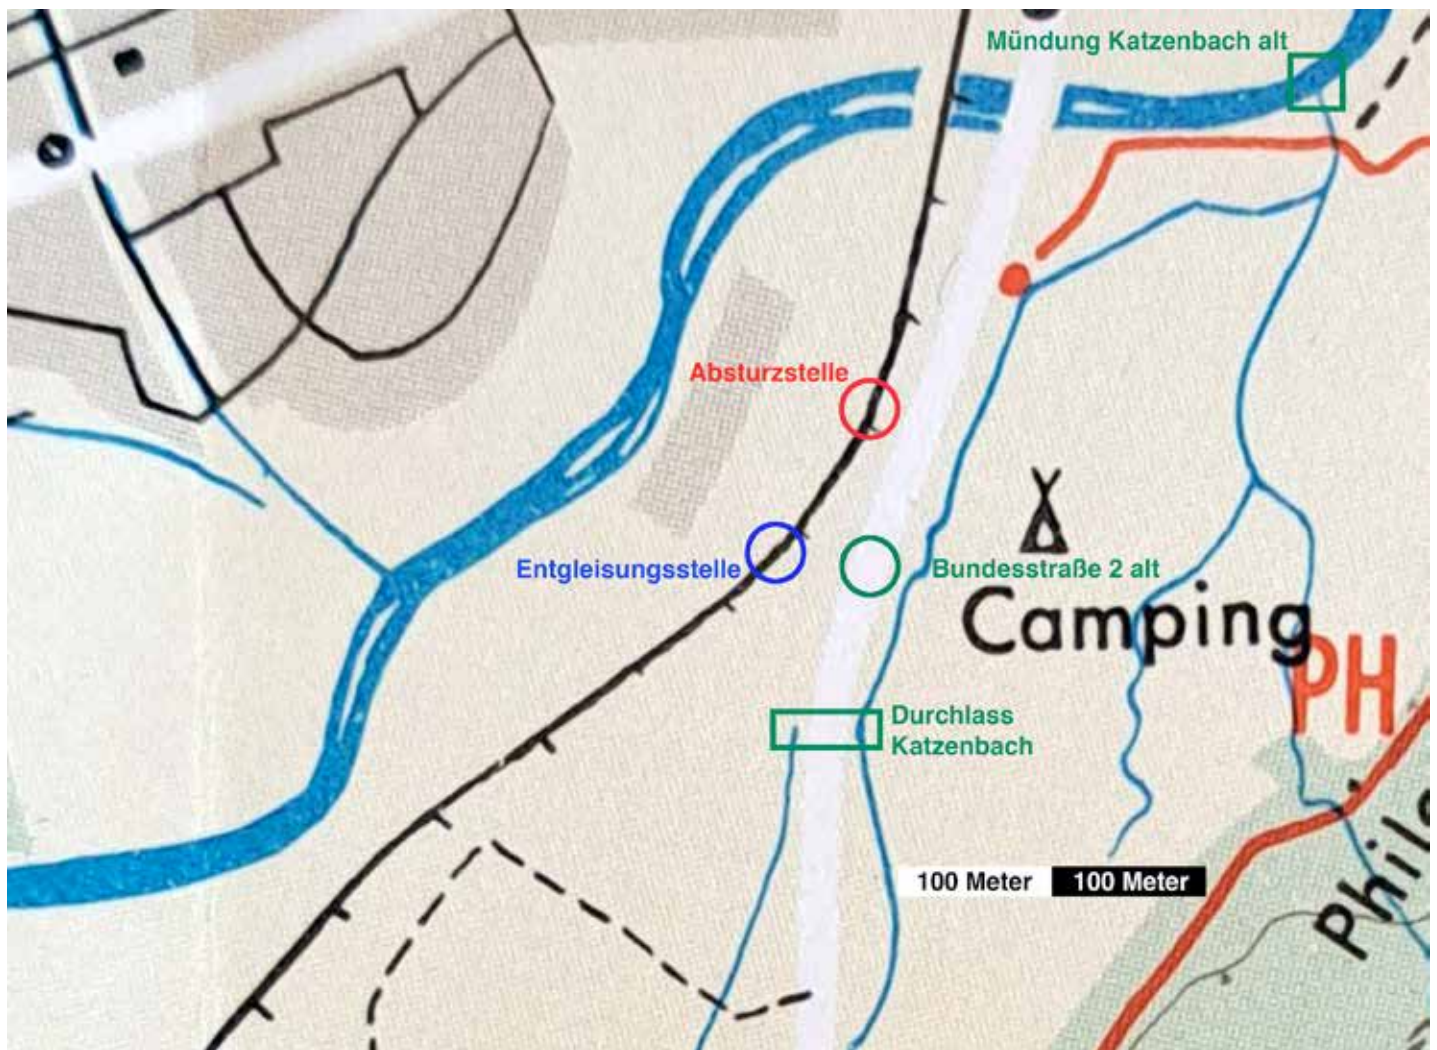 Mündung Katzenbach alt
Absturzstelle
Entgleisungsstelle
Bundesstraße 2 alt
Camping
PH
Durchlass
Katzenbach
100 Meter 100 Meter